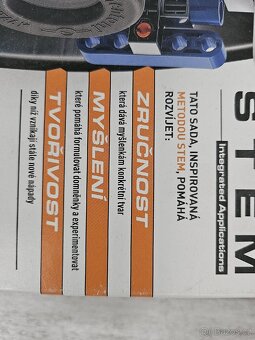 STEM
Integrated Applications
TATO SADA, INSPIROVANÁ
METODOU STEM, POMÁHÁ
ROZVÍJET:
ZRUČNOST
která dává myšlenkám konkrétní tvar
MYŠLENÍ
které pomáhá formulovat domněnky a experimentovat
TVOŘIVOST
díky níž vznikají stále nové nápady